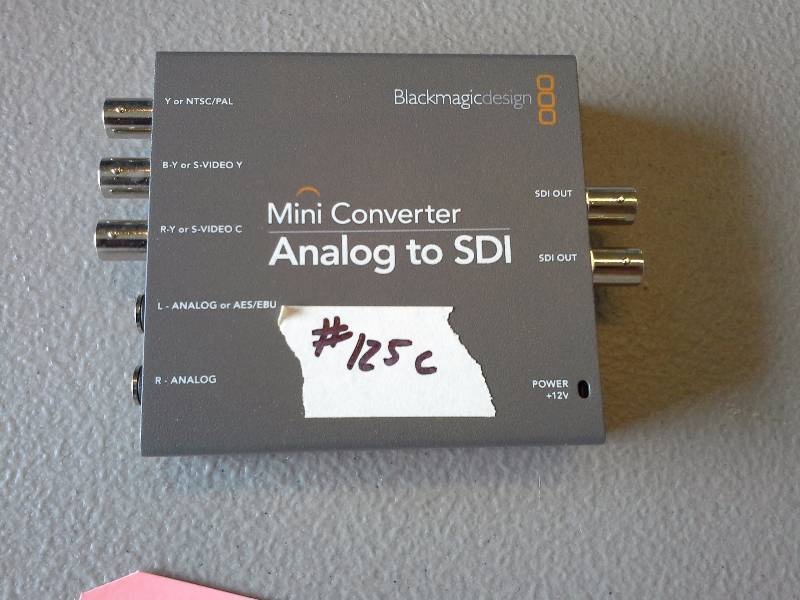 Blackmagicdesign
Y or NTSC/PAL
B-Y or S-VIDEO Y
R-Y or S-VIDEO C
L - ANALOG or AES/EBU
R - ANALOG
Mini Converter
Analog to SDI
SDI OUT
SDI OUT
#125c
POWER
+12V